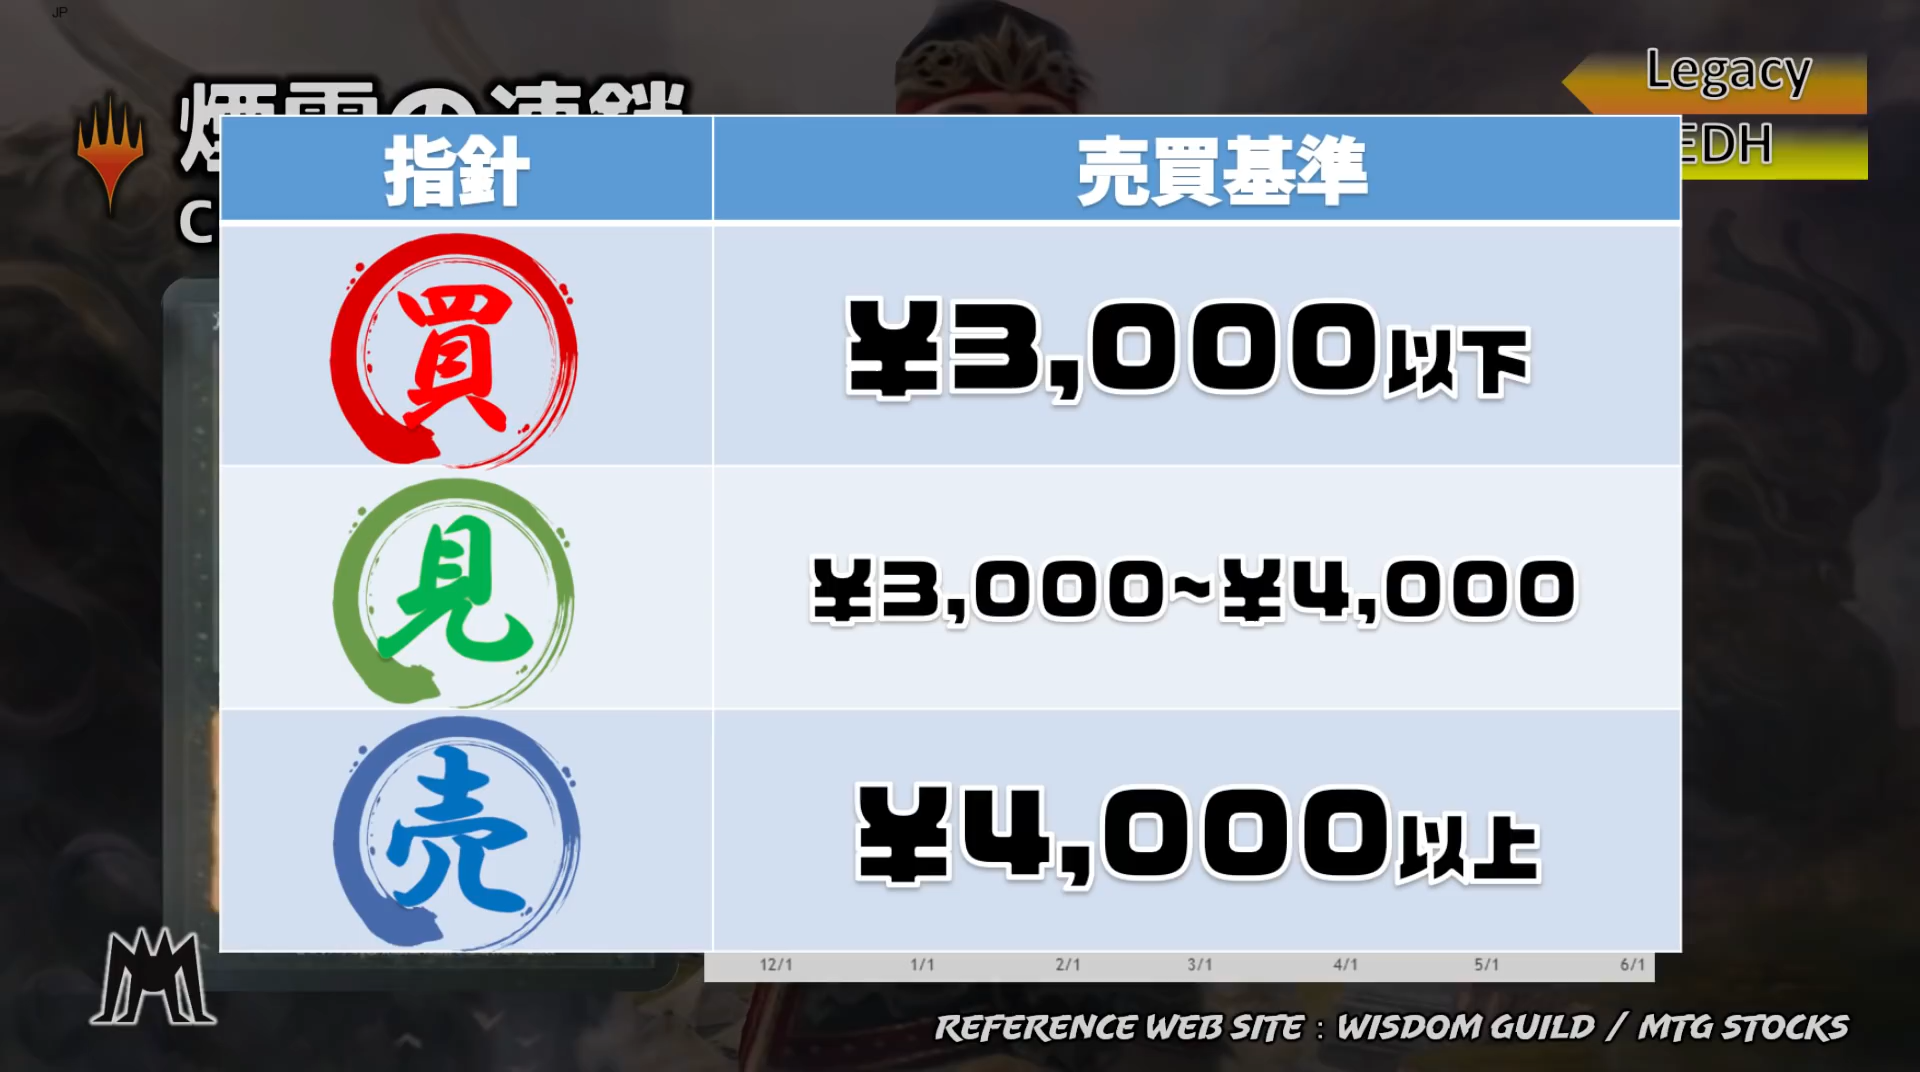 JP
Legacy
EDH
C
指針
売買基準
買
¥3,000以下
見
¥3,000~¥4,000
売
¥4,000以上
12/1
1/1
2/1
3/1
4/1
5/1
6/1
REFERENCE WEB SITE : WISDOM GUILD / MTG STOCKS